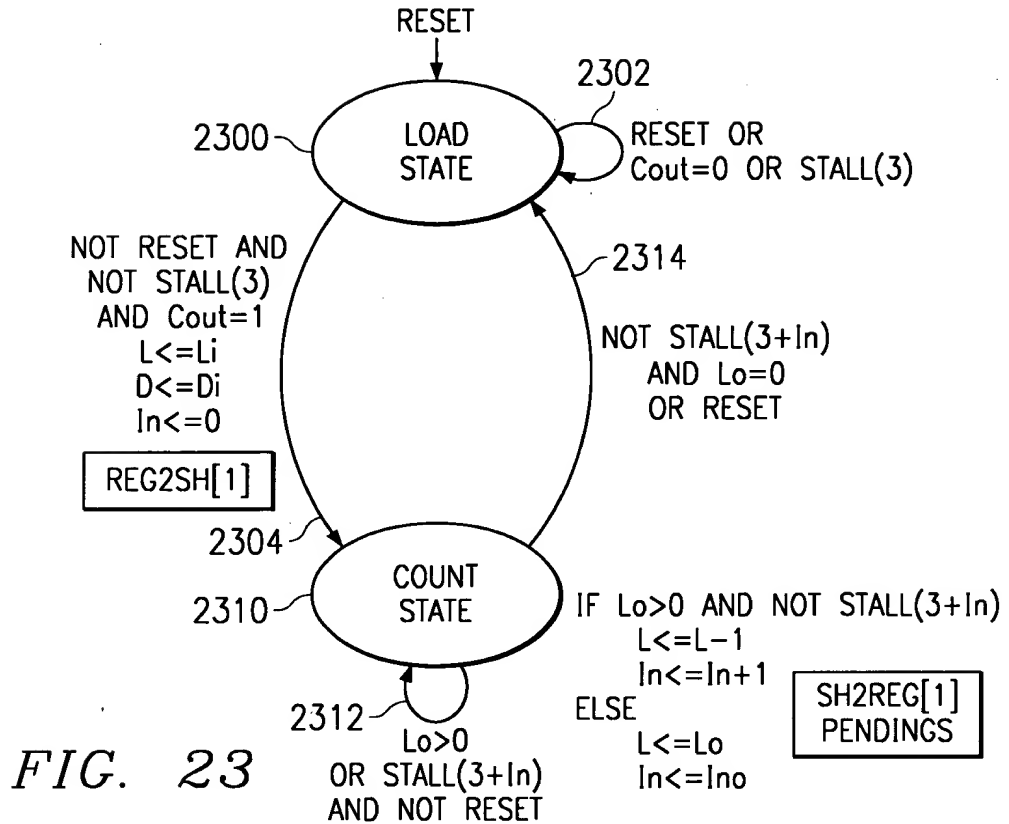 RESET
2302
2300
LOAD
STATE
RESET OR
Cout=0 OR STALL(3)
NOT RESET AND
NOT STALL(3)
AND Cout=1
L<=Li
D<=Di
In<=0
REG2SH[1]
2304
2314
NOT STALL(3+In)
AND Lo=0
OR RESET
2310
COUNT
STATE
IF Lo>0 AND NOT STALL(3+In)
L<=L-1
In<=In+1
ELSE
L<=Lo
In<=Ino
SH2REG[1]
PENDINGS
2312
Lo>0
OR STALL(3+In)
AND NOT RESET
FIG. 23